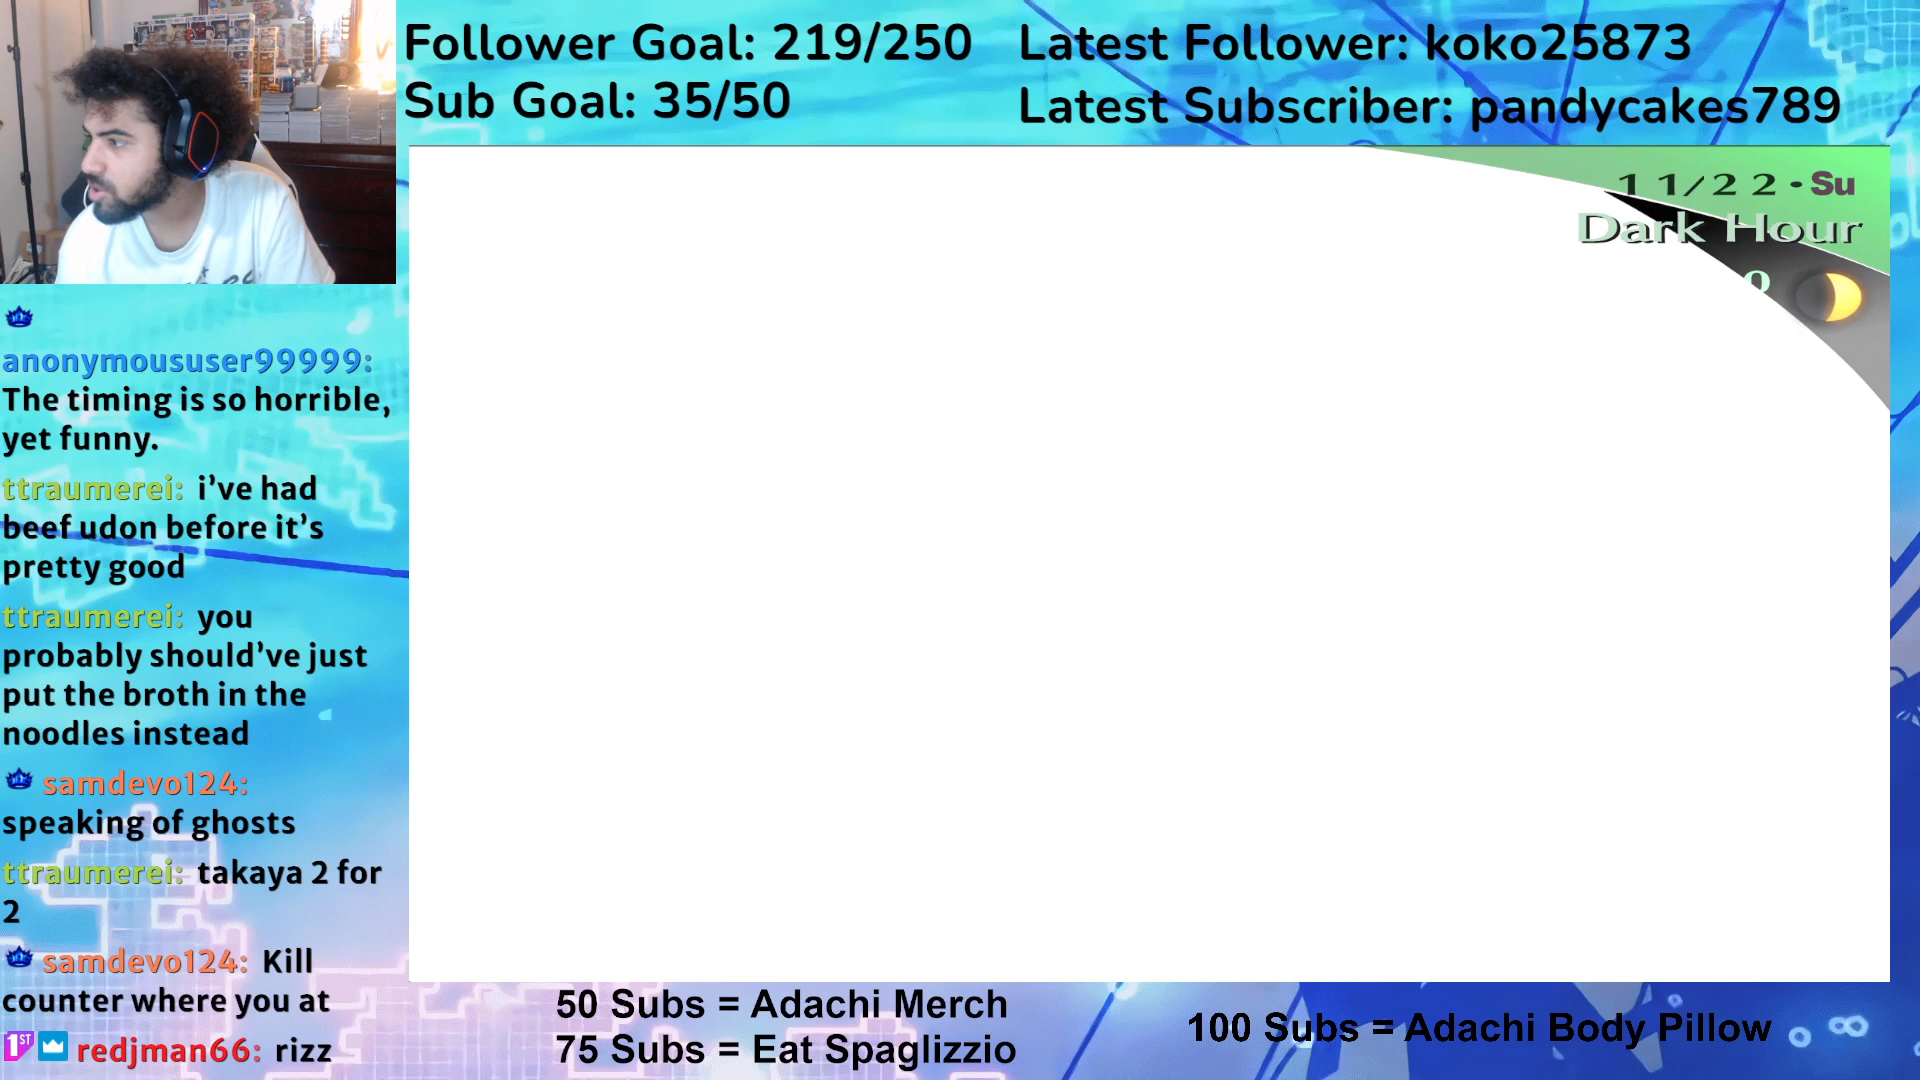 Follower Goal: 219/250
Sub Goal: 35/50
Latest Follower: koko25873
Latest Subscriber: pandycakes789
11/22・Su
Dark Hour
anonymoususer99999:
The timing is so horrible,
yet funny.
ttraumerei: i've had
beef udon before it's
pretty good
ttraumerei: you
probably should've just
put the broth in the
noodles instead
samdevo124:
speaking of ghosts
ttraumerei: takaya 2 for
2
samdevo124: Kill
counter where you at
1ST redjman66: rizz
50 Subs = Adachi Merch
75 Subs = Eat Spaglizzio
100 Subs = Adachi Body Pillow